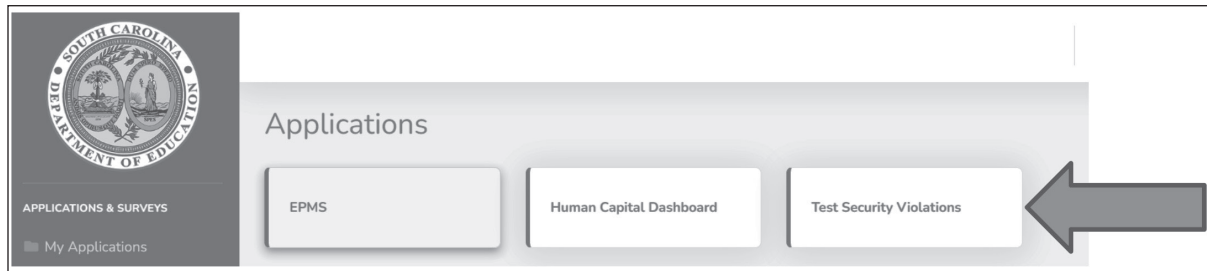 SOUTH CAROLINA
DEPARTMENT OF EDUCATION
Applications
EPMS
Human Capital Dashboard
Test Security Violations
APPLICATIONS & SURVEYS
My Applications